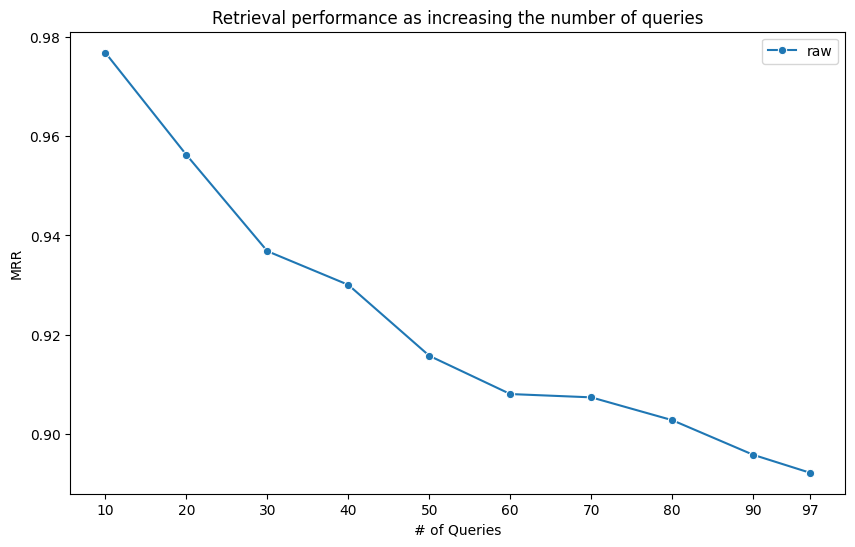 Retrieval performance as increasing the number of queries
raw
0.98
0.96
0.94
0.92
0.90
MRR
10 20 30 40 50 60 70 80 90 97
# of Queries